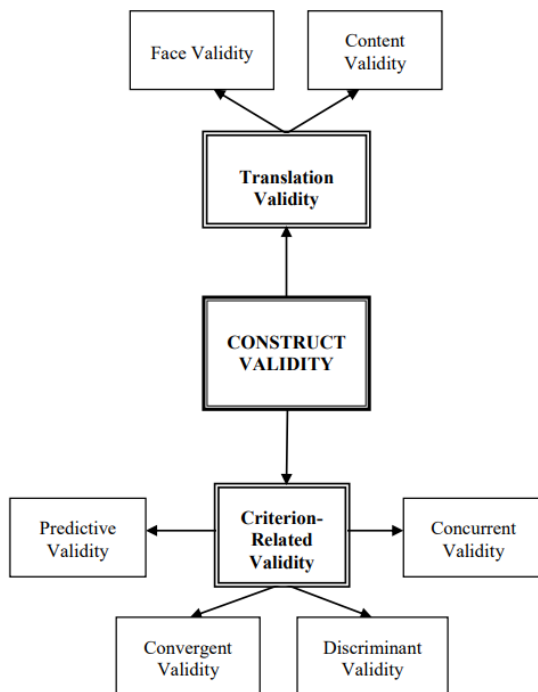 Face Validity
Content
Validity
Translation
Validity
CONSTRUCT
VALIDITY
Predictive
Validity
Criterion-
Related
Validity
Concurrent
Validity
Convergent
Validity
Discriminant
Validity